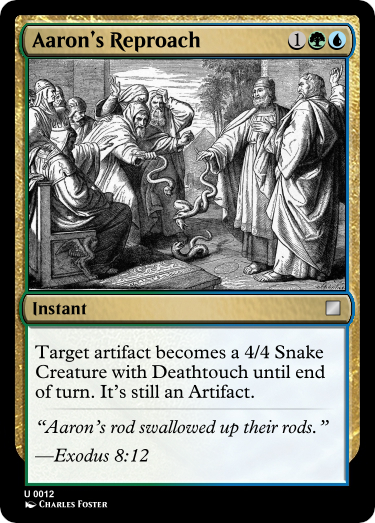 Aaron's Reproach 1
Instant
Target artifact becomes a 4/4 Snake
Creature with Deathtouch until end
of turn. It's still an Artifact.
“Aaron's rod swallowed up their rods.”
—Exodus 8:12
U 0012
Charles Foster